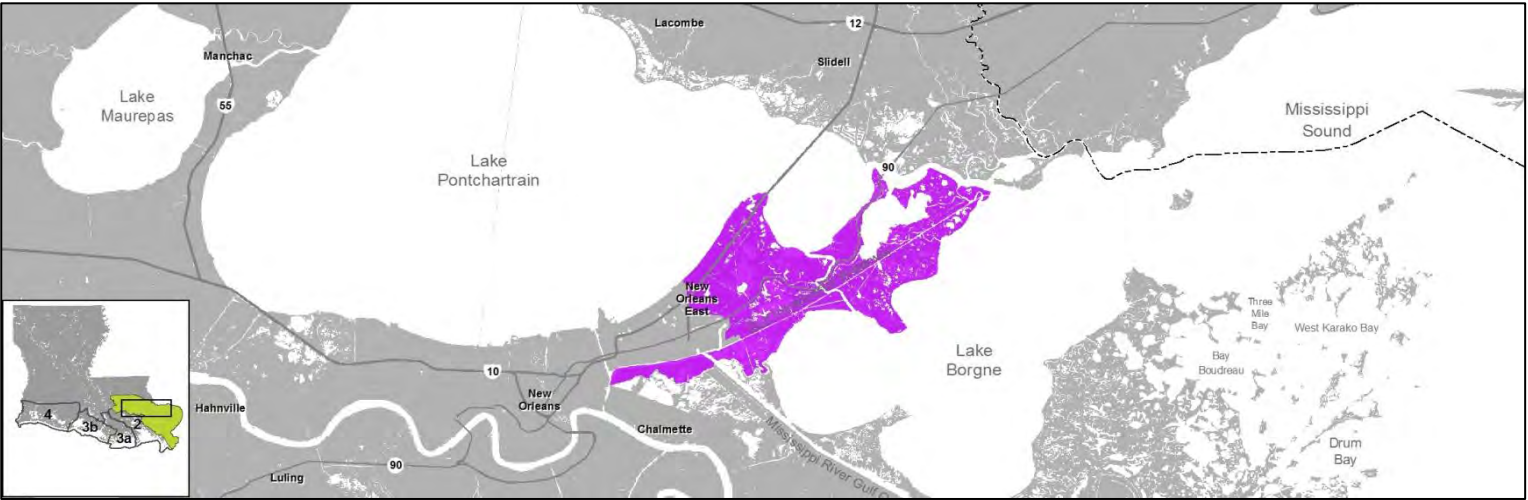 Lacombe
12
Manchac
Slidell
Lake
Maurepas
55
Mississippi
Sound
Lake
Pontchartrain
90
New
Orleans
East
Three
Mile
Bay
West Karako Bay
Lake
Borgne
Bay
Boudreau
10
New
Orleans
Hahnville
4
3b
2
3a
Chalmette
Mississippi River Gulf
Drum
Bay
90
Luling